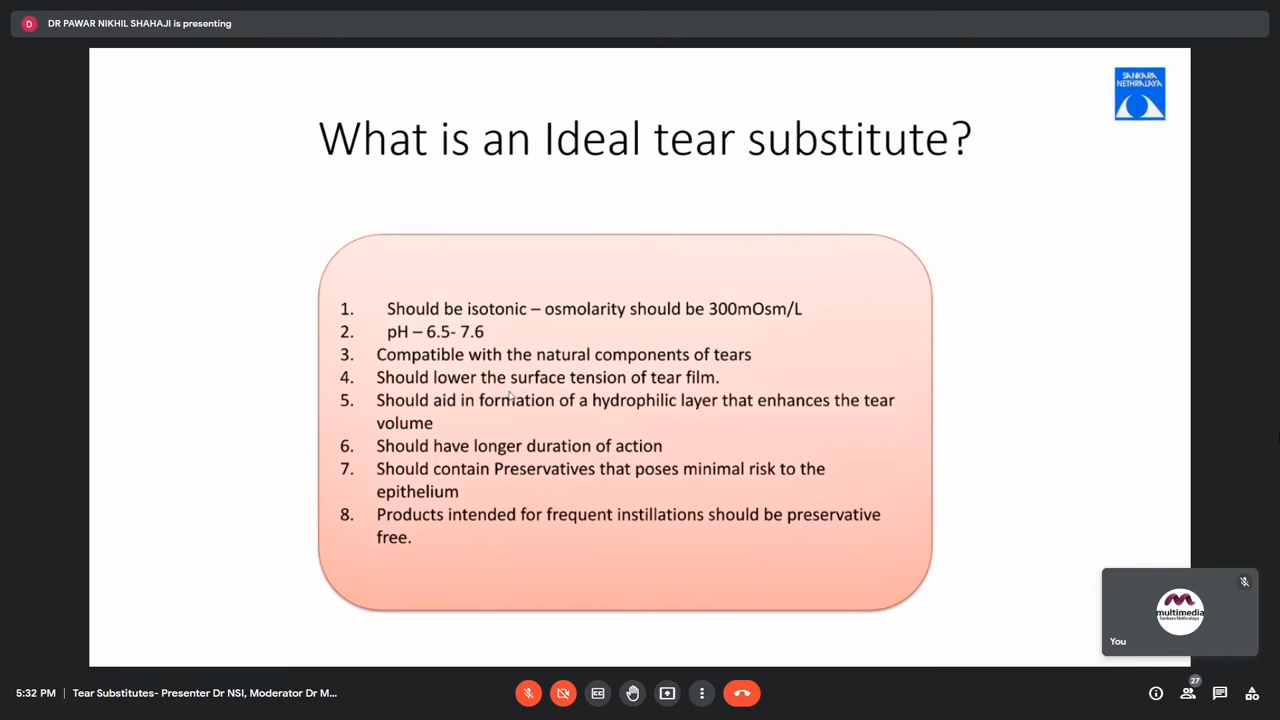 D DR PAWAR NIKHIL SHAHAJI is presenting
SANKARA
NETHRALAYA
What is an Ideal tear substitute?
1. Should be isotonic – osmolarity should be 300mOsm/L
2. pH – 6.5- 7.6
3. Compatible with the natural components of tears
4. Should lower the surface tension of tear film.
5. Should aid in formation of a hydrophilic layer that enhances the tear
volume
6. Should have longer duration of action
7. Should contain Preservatives that poses minimal risk to the
epithelium
8. Products intended for frequent instillations should be preservative
free.
multimedia
Sankara Nethralaya
You
27
5:32 PM | Tear Substitutes- Presenter Dr NSI, Moderator Dr M...